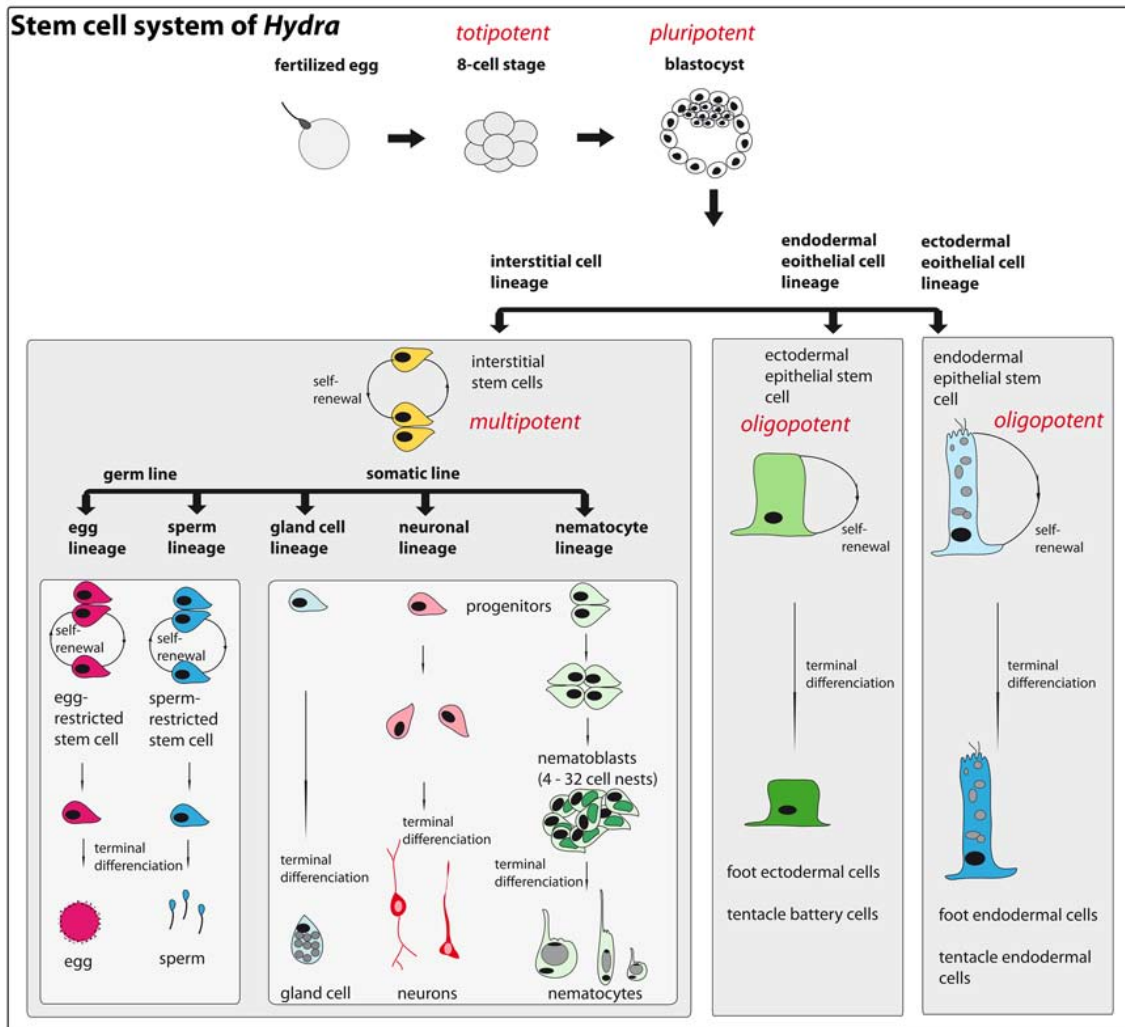 Stem cell system of Hydra
totipotent
pluripotent
fertilized egg
8-cell stage
blastocyst
interstitial cell
lineage
endodermal
eoithelial cell
lineage
ectodermal
eoithelial cell
lineage
self-
renewal
interstitial
stem cells
multipotent
ectodermal
epithelial stem
cell
oligopotent
self-
renewal
endodermal
epithelial stem
cell
oligopotent
self-
renewal
germ line
somatic line
egg
lineage
sperm
lineage
gland cell
lineage
neuronal
lineage
nematocyte
lineage
self-
renewal
self-
renewal
progenitors
egg-
restricted
stem cell
sperm-
restricted
stem cell
nematoblasts
(4 - 32 cell nests)
terminal
differenciation
terminal
differenciation
terminal
differenciation
terminal
differenciation
terminal
differenciation
terminal
differenciation
egg
sperm
gland cell
neurons
nematocytes
foot ectodermal cells
tentacle battery cells
foot endodermal cells
tentacle endodermal
cells